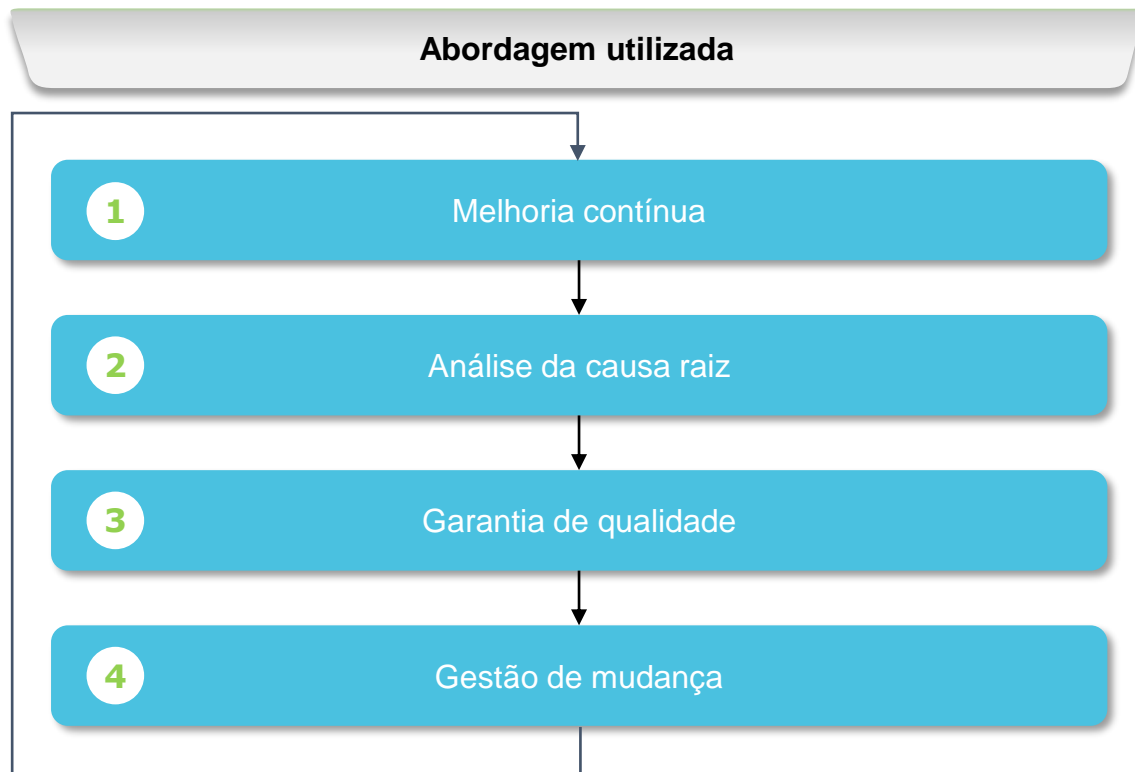 Abordagem utilizada
1 Melhoria contínua
2 Análise da causa raiz
3 Garantia de qualidade
4 Gestão de mudança